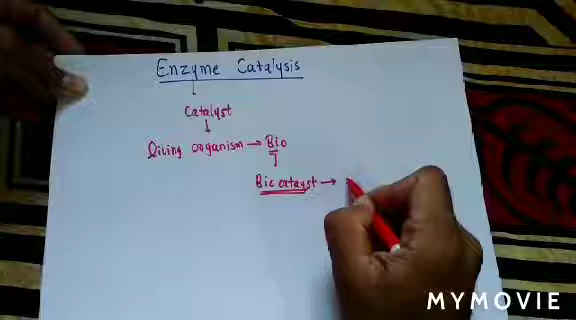 Enzyme Catalysis
Catalyst
Living organism → Bio
Bio catalyst →
MYMOVIE